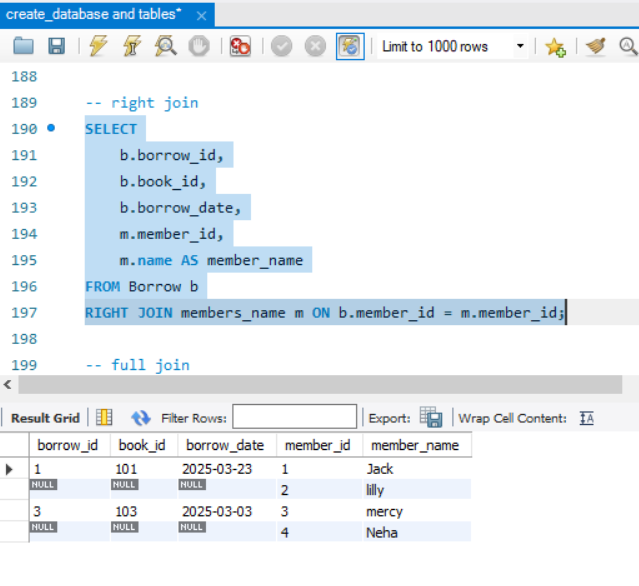 create_database and tables* ×
Limit to 1000 rows
188
189 -- right join
190 SELECT
191 b.borrow_id,
192 b.book_id,
193 b.borrow_date,
194 m.member_id,
195 m.name AS member_name
196 FROM Borrow b
197 RIGHT JOIN members_name m ON b.member_id = m.member_id;
198
199 -- full join
Result Grid Filter Rows: Export: Wrap Cell Content: IA
borrow_id book_id borrow_date member_id member_name
1 101 2025-03-23 1 Jack
NULL NULL NULL 2 lilly
3 103 2025-03-03 3 mercy
NULL NULL NULL 4 Neha